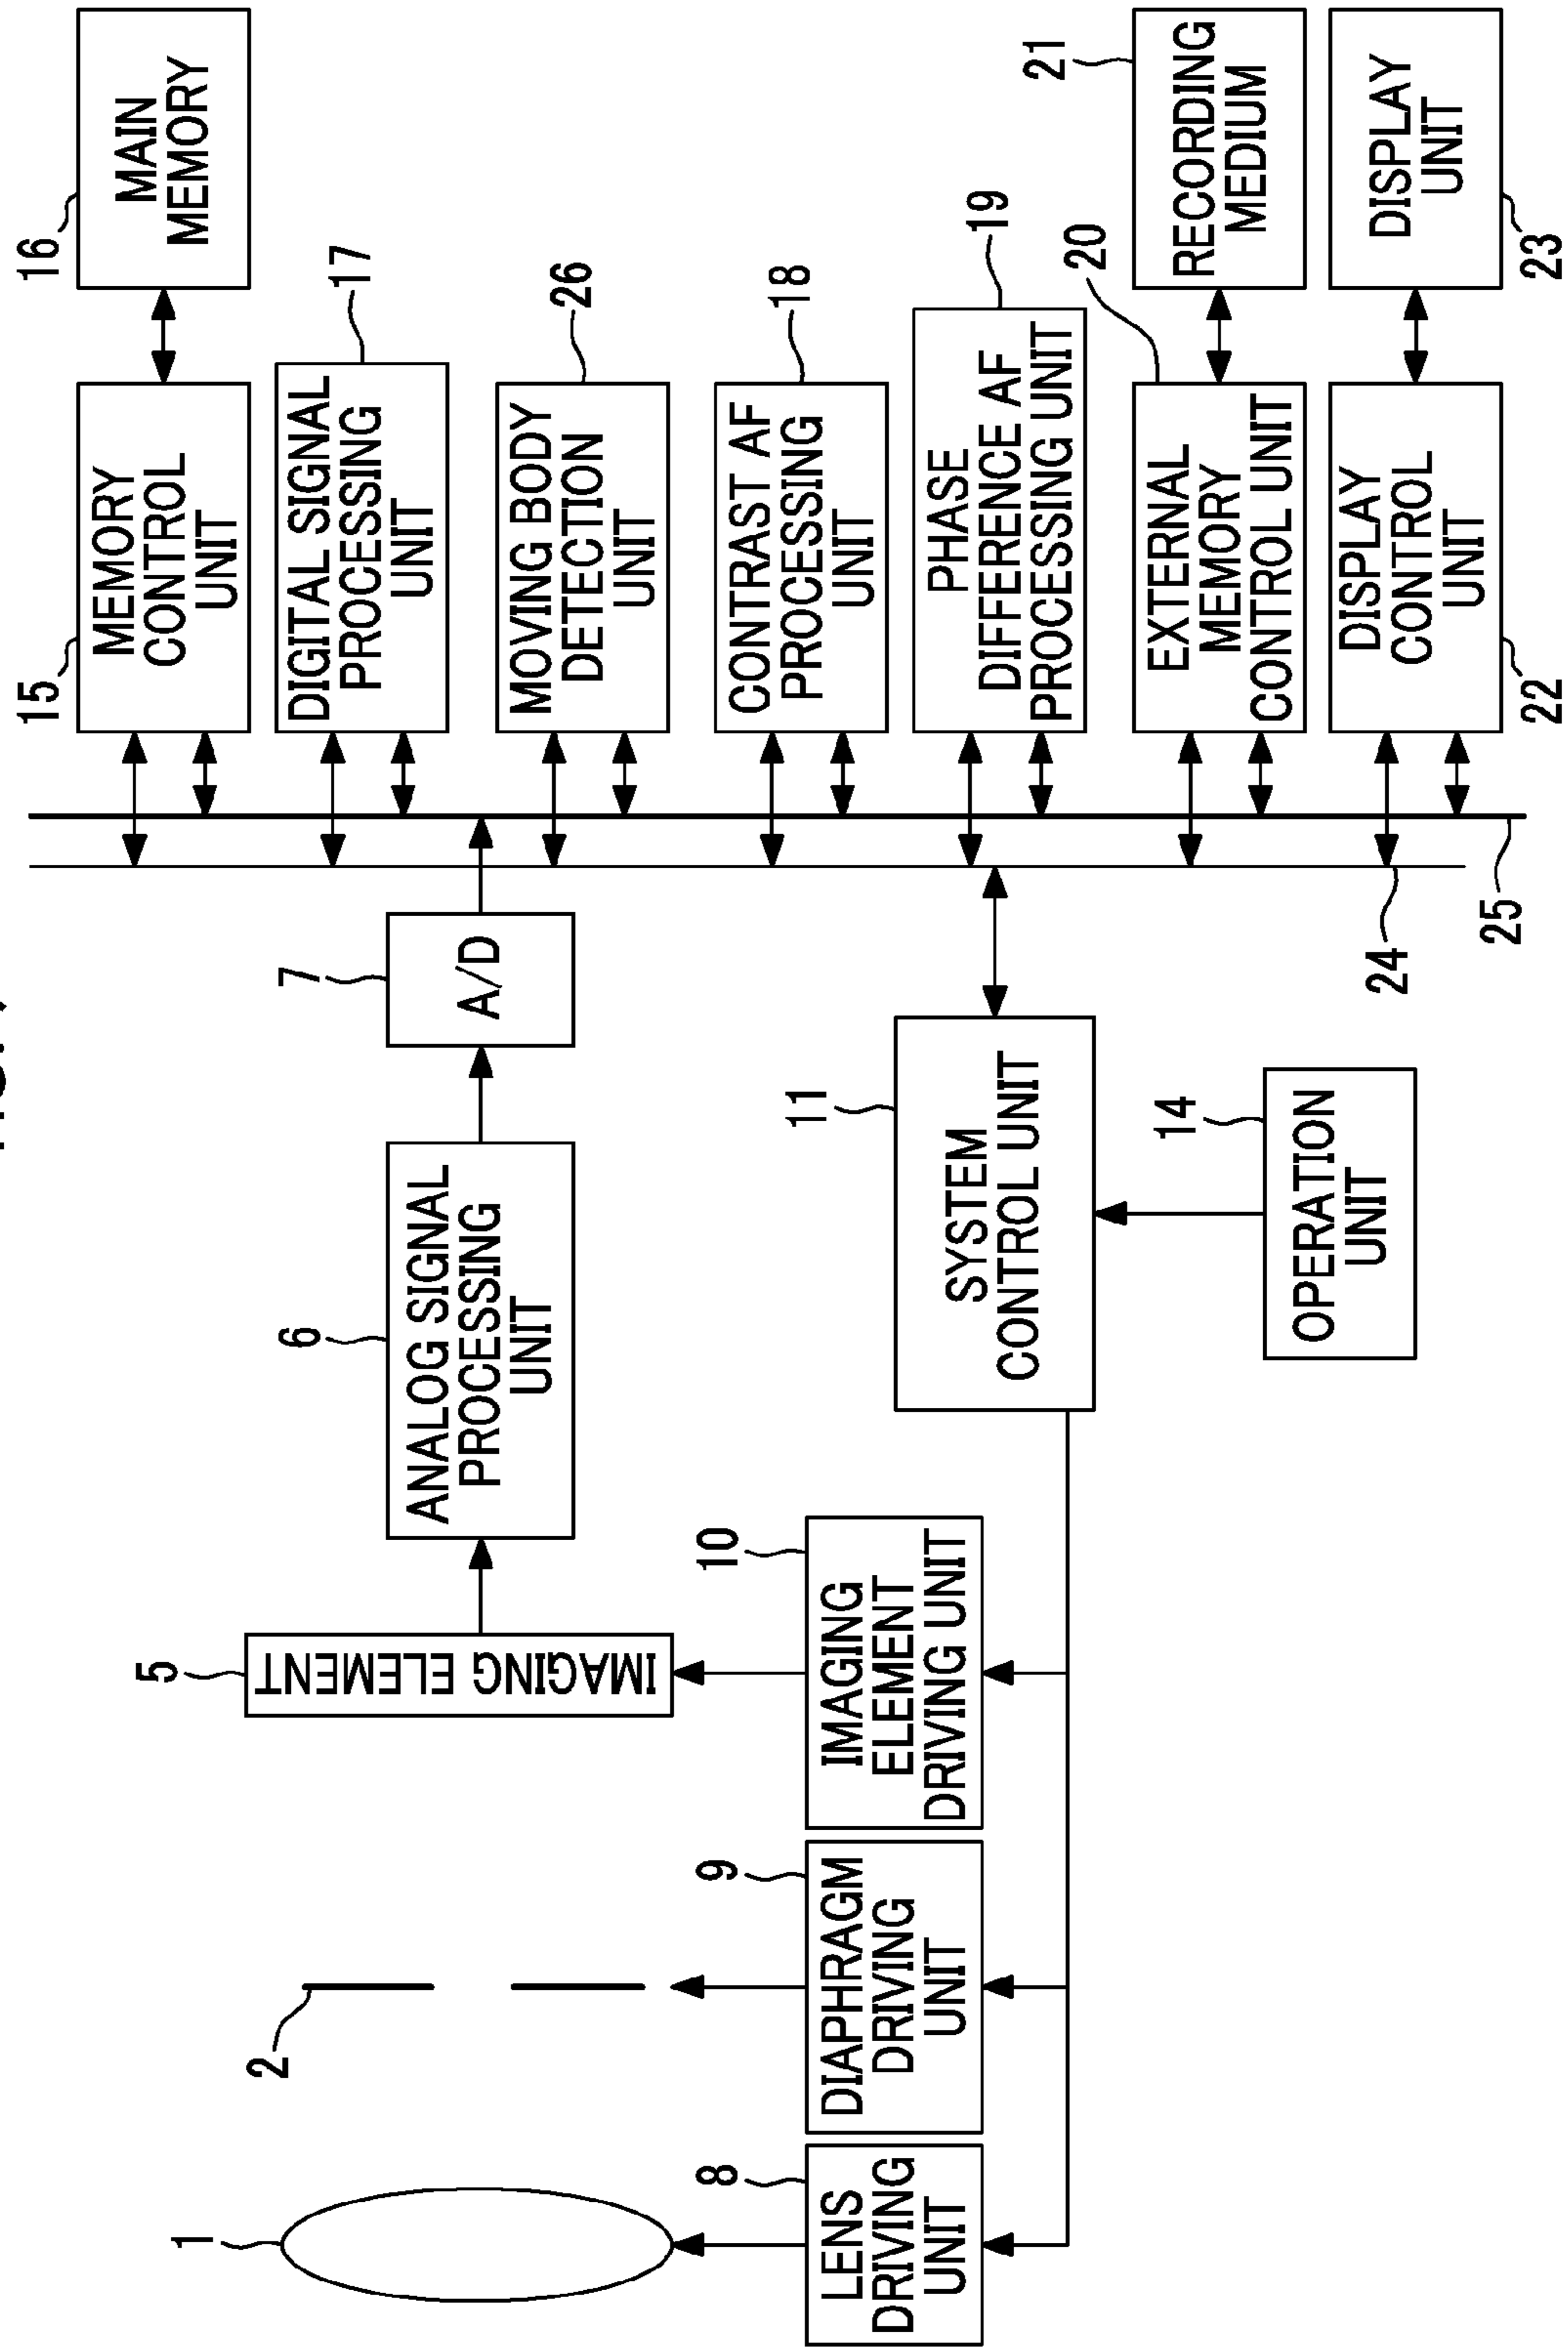 1
2
5
IMAGING ELEMENT
6
ANALOG SIGNAL
PROCESSING
UNIT
7
A/D
8
LENS
DRIVING
UNIT
9
DIAPHRAGM
DRIVING
UNIT
10
IMAGING
ELEMENT
DRIVING UNIT
11
SYSTEM
CONTROL UNIT
14
OPERATION
UNIT
15
MEMORY
CONTROL
UNIT
16
MAIN
MEMORY
17
DIGITAL SIGNAL
PROCESSING
UNIT
26
MOVING BODY
DETECTION
UNIT
18
CONTRAST AF
PROCESSING
UNIT
19
PHASE
DIFFERENCE AF
PROCESSING UNIT
20
EXTERNAL
MEMORY
CONTROL UNIT
21
RECORDING
MEDIUM
22
DISPLAY
CONTROL
UNIT
23
DISPLAY
UNIT
24
25